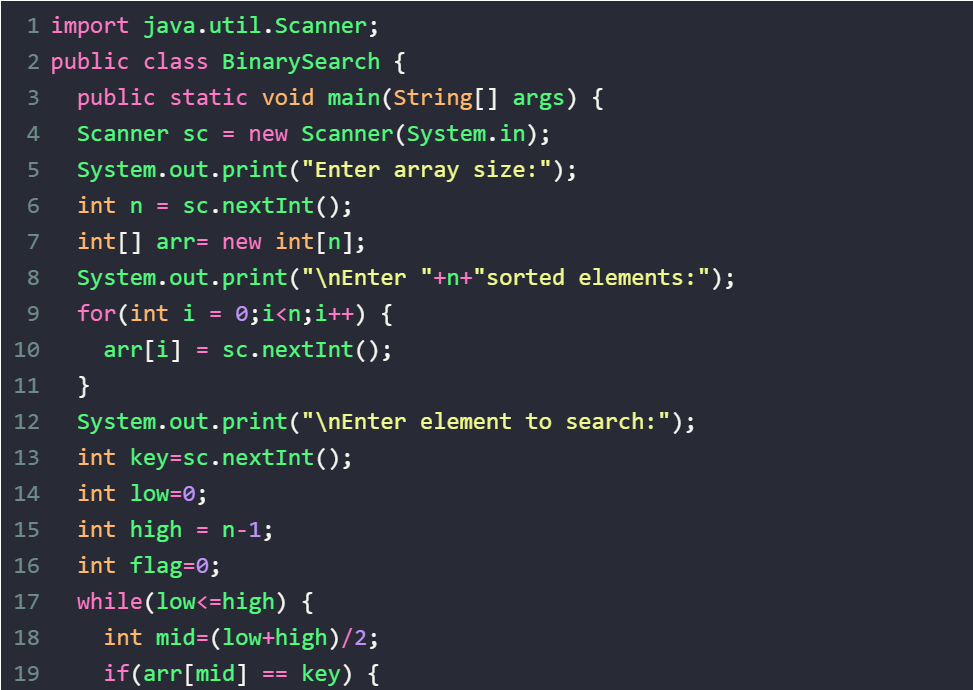 1 import java.util.Scanner;
2 public class BinarySearch {
3   public static void main(String[] args) {
4   Scanner sc = new Scanner(System.in);
5   System.out.print("Enter array size:");
6   int n = sc.nextInt();
7   int[] arr= new int[n];
8   System.out.print("\nEnter "+n+"sorted elements:");
9   for(int i = 0;i<n;i++) {
10     arr[i] = sc.nextInt();
11   }
12   System.out.print("\nEnter element to search:");
13   int key=sc.nextInt();
14   int low=0;
15   int high = n-1;
16   int flag=0;
17   while(low<=high) {
18     int mid=(low+high)/2;
19     if(arr[mid] == key) {